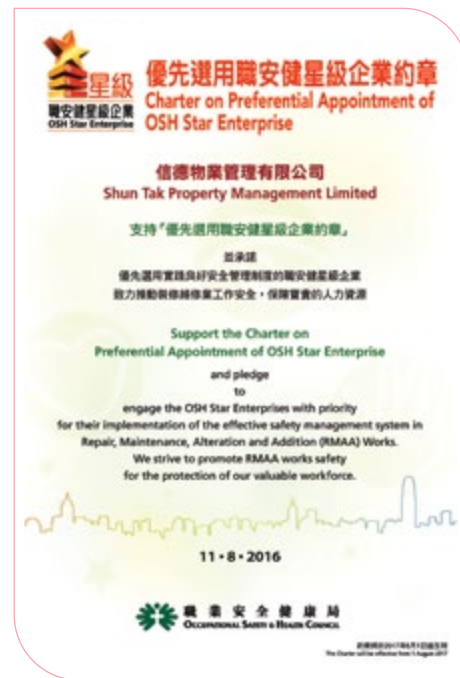 星級
職安健星級企業
OSH Star Enterprise
優先選用職安健星級企業約章
Charter on Preferential Appointment of
OSH Star Enterprise
信德物業管理有限公司
Shun Tak Property Management Limited
支持「優先選用職安健星級企業約章」
並承諾
優先選用實踐良好安全管理制度的職安健星級企業
致力推動裝修維修業工作安全，保障寶貴的人力資源
Support the Charter on
Preferential Appointment of OSH Star Enterprise
and pledge
to
engage the OSH Star Enterprises with priority
for their implementation of the effective safety management system in
Repair, Maintenance, Alteration and Addition (RMAA) Works.
We strive to promote RMAA works safety
for the protection of our valuable workforce.
11・8・2016
職業安全健康局
OCCUPATIONAL SAFETY & HEALTH COUNCIL
The Charter will be effective from 1 August 2017